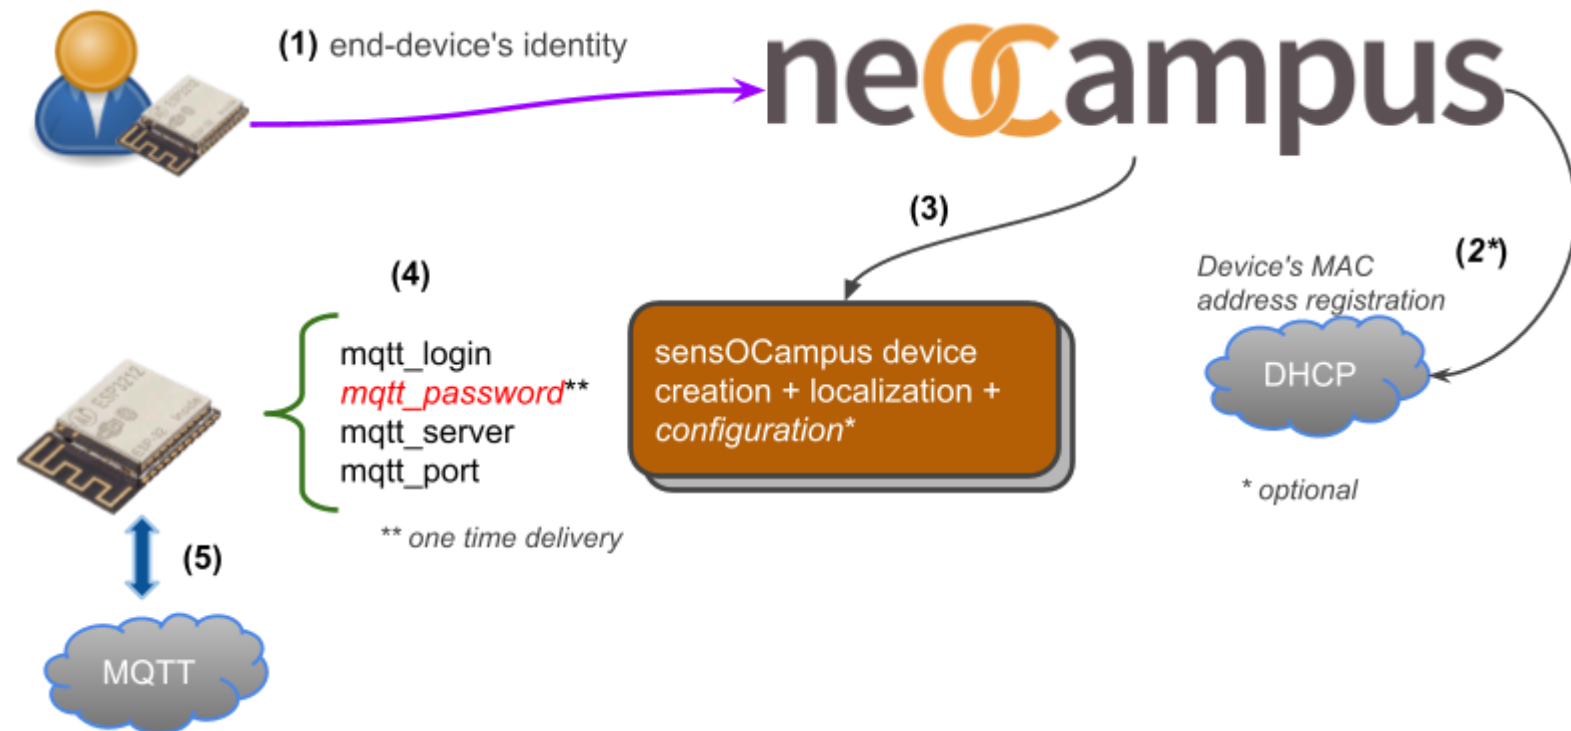 (1) end-device's identity
neOCampus
(3)
(2*)
Device's MAC
address registration
DHCP
* optional
(4)
mqtt_login
mqtt_password**
mqtt_server
mqtt_port
** one time delivery
sensOCampus device
creation + localization +
configuration*
ESP3212
(5)
MQTT